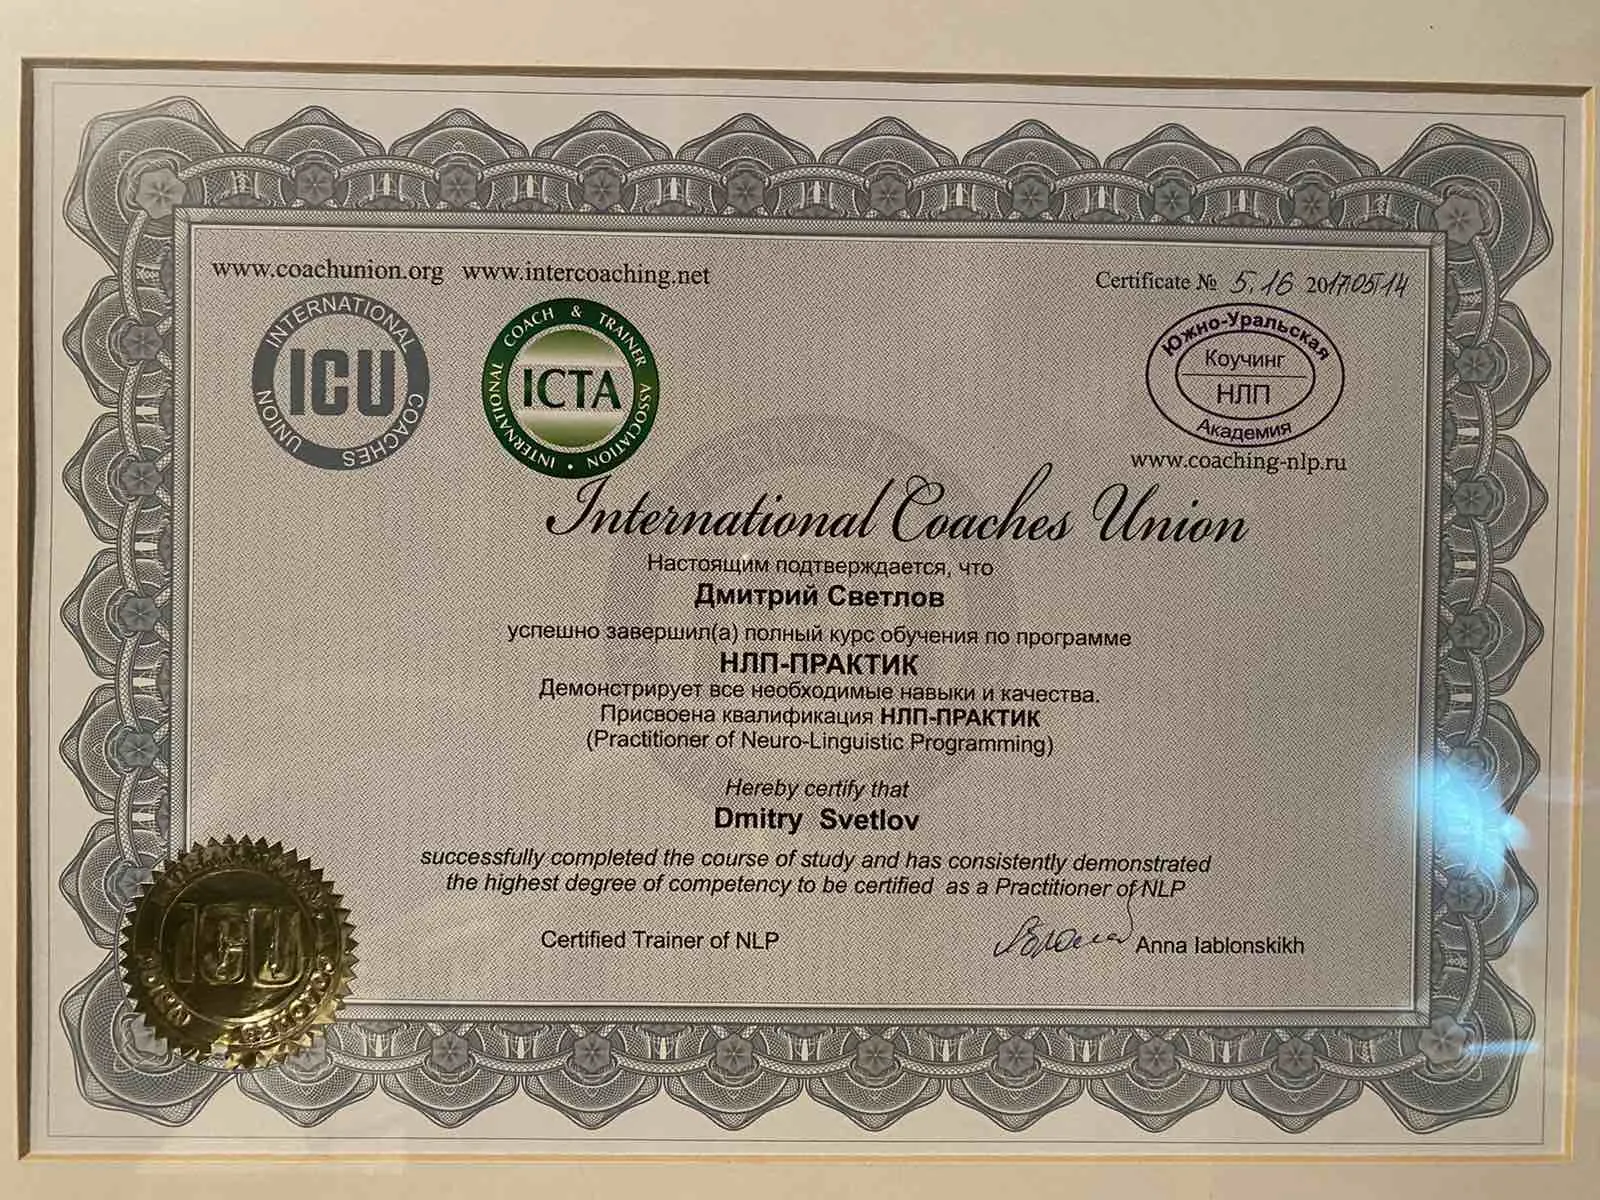 www.coachunion.org www.intercoaching.net
Certificate № 5.16 2017.05.14
INTERNATIONAL COACHES UNION
ICU
INTERNATIONAL COACH & TRAINER ASSOCIATION
ICTA
Южно-Уральская
Коучинг
НЛП
Академия
www.coaching-nlp.ru
International Coaches Union
Настоящим подтверждается, что
Дмитрий Светлов
успешно завершил(а) полный курс обучения по программе
НЛП-ПРАКТИК
Демонстрирует все необходимые навыки и качества.
Присвоена квалификация НЛП-ПРАКТИК
(Practitioner of Neuro-Linguistic Programming)
Hereby certify that
Dmitry Svetlov
successfully completed the course of study and has consistently demonstrated
the highest degree of competency to be certified as a Practitioner of NLP
Certified Trainer of NLP
Anna Iablonskikh
ICU